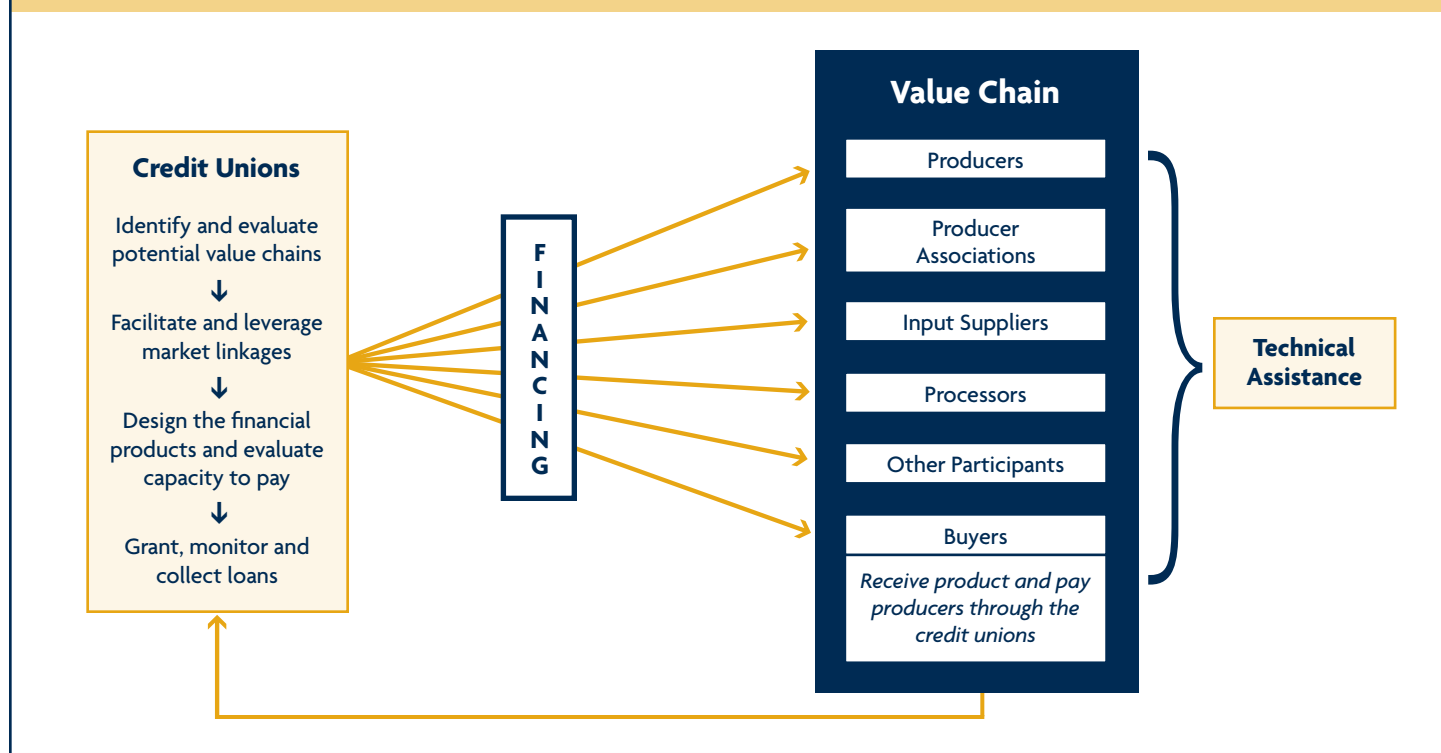 Credit Unions
Identify and evaluate
potential value chains
Facilitate and leverage
market linkages
Design the financial
products and evaluate
capacity to pay
Grant, monitor and
collect loans
FINANCING
Value Chain
Producers
Producer
Associations
Input Suppliers
Processors
Other Participants
Buyers
Receive product and pay
producers through the
credit unions
Technical
Assistance